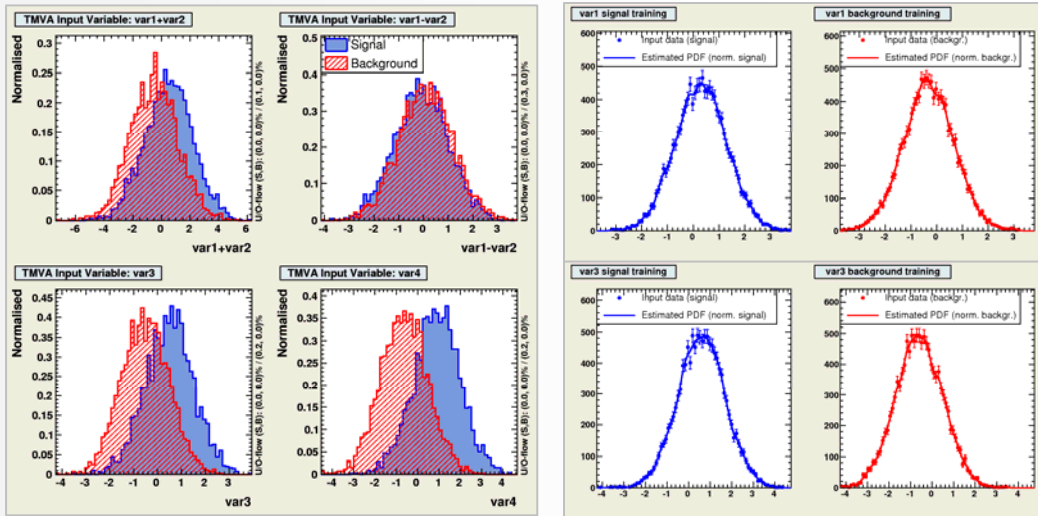 TMVA Input Variable: var1+var2
Normalised
0.3
0.25
0.2
0.15
0.1
0.05
0
-6 -4 -2 0 2 4 6
var1+var2
U/O-flow (S,B): (0.0, 0.0)% / (0.1, 0.0)%
TMVA Input Variable: var1-var2
Normalised
0.5
0.4
0.3
0.2
0.1
0
Signal
Background
-4 -3 -2 -1 0 1 2 3
var1-var2
U/O-flow (S,B): (0.0, 0.0)% / (0.3, 0.0)%
TMVA Input Variable: var3
Normalised
0.45
0.4
0.35
0.3
0.25
0.2
0.15
0.1
0.05
0
-4 -3 -2 -1 0 1 2 3
var3
U/O-flow (S,B): (0.0, 0.0)% / (0.2, 0.0)%
TMVA Input Variable: var4
Normalised
0.4
0.35
0.3
0.25
0.2
0.15
0.1
0.05
0
-4 -3 -2 -1 0 1 2 3 4
var4
var1 signal training
600
500
400
300
200
100
0
Input data (signal)
Estimated PDF (norm. signal)
-3 -2 -1 0 1 2 3
var1 background training
600
500
400
300
200
100
0
Input data (backgr.)
Estimated PDF (norm. backgr.)
-3 -2 -1 0 1 2 3 4
var3 signal training
600
500
400
300
200
100
0
Input data (signal)
Estimated PDF (norm. signal)
-3 -2 -1 0 1 2 3 4
var3 background training
600
500
400
300
200
100
0
Input data (backgr.)
Estimated PDF (norm. backgr.)
-4 -3 -2 -1 0 1 2 3 4